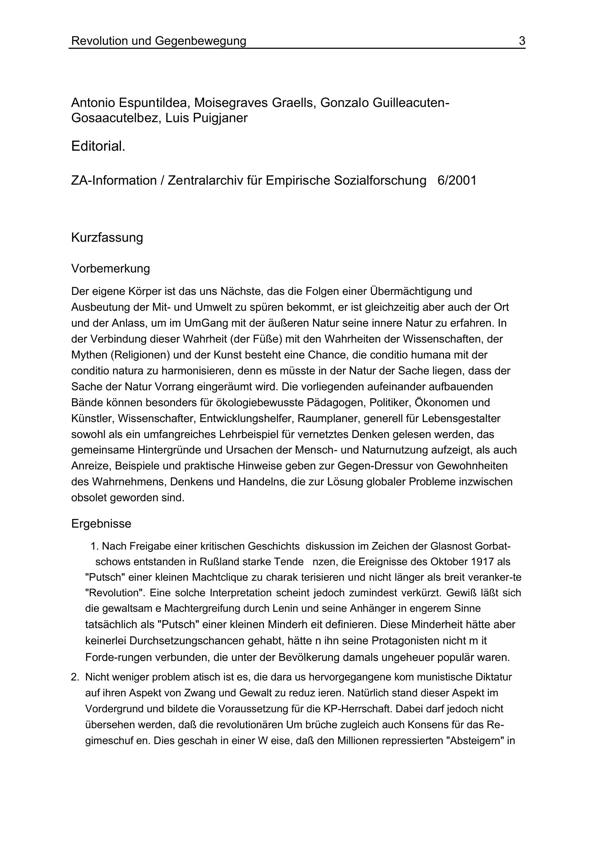 Revolution und Gegenbewegung 3
Antonio Espuntildea, Moisegraves Graells, Gonzalo Guilleacuten-
Gosaacutelbez, Luis Puigjaner
Editorial.
ZA-Information / Zentralarchiv für Empirische Sozialforschung 6/2001
Kurzfassung
Vorbemerkung
Der eigene Körper ist das uns Nächste, das die Folgen einer Übermächtigung und
Ausbeutung der Mit- und Umwelt zu spüren bekommt, er ist gleichzeitig aber auch der Ort
und der Anlass, um im UmGang mit der äußeren Natur seine innere Natur zu erfahren. In
der Verbindung dieser Wahrheit (der Füße) mit den Wahrheiten der Wissenschaften, der
Mythen (Religionen) und der Kunst besteht eine Chance, die conditio humana mit der
conditio natura zu harmonisieren, denn es müsste in der Natur der Sache liegen, dass der
Sache der Natur Vorrang eingeräumt wird. Die vorliegenden aufeinander aufbauenden
Bände können besonders für ökologiebewusste Pädagogen, Politiker, Ökonomen und
Künstler, Wissenschafter, Entwicklungshelfer, Raumplaner, generell für Lebensgestalter
sowohl als ein umfangreiches Lehrbeispiel für vernetztes Denken gelesen werden, das
gemeinsame Hintergründe und Ursachen der Mensch- und Naturnutzung aufzeigt, als auch
Anreize, Beispiele und praktische Hinweise geben zur Gegen-Dressur von Gewohnheiten
des Wahrnehmens, Denkens und Handelns, die zur Lösung globaler Probleme inzwischen
obsolet geworden sind.
Ergebnisse
1. Nach Freigabe einer kritischen Geschichts diskussion im Zeichen der Glasnost Gorbat-
schows entstanden in Rußland starke Tende nzen, die Ereignisse des Oktober 1917 als
"Putsch" einer kleinen Machtclique zu charak terisieren und nicht länger als breit veranker-te
"Revolution". Eine solche Interpretation scheint jedoch zumindest verkürzt. Gewiß läßt sich
die gewaltsam e Machtergreifung durch Lenin und seine Anhänger in engerem Sinne
tatsächlich als "Putsch" einer kleinen Minderh eit definieren. Diese Minderheit hätte aber
keinerlei Durchsetzungschancen gehabt, hätte n ihn seine Protagonisten nicht m it
Forde-rungen verbunden, die unter der Bevölkerung damals ungeheuer populär waren.
2. Nicht weniger problem atisch ist es, die dara us hervorgegangene kom munistische Diktatur
auf ihren Aspekt von Zwang und Gewalt zu reduz ieren. Natürlich stand dieser Aspekt im
Vordergrund und bildete die Voraussetzung für die KP-Herrschaft. Dabei darf jedoch nicht
übersehen werden, daß die revolutionären Um brüche zugleich auch Konsens für das Re-
gimeschuf en. Dies geschah in einer W eise, daß den Millionen repressierten "Absteigern" in